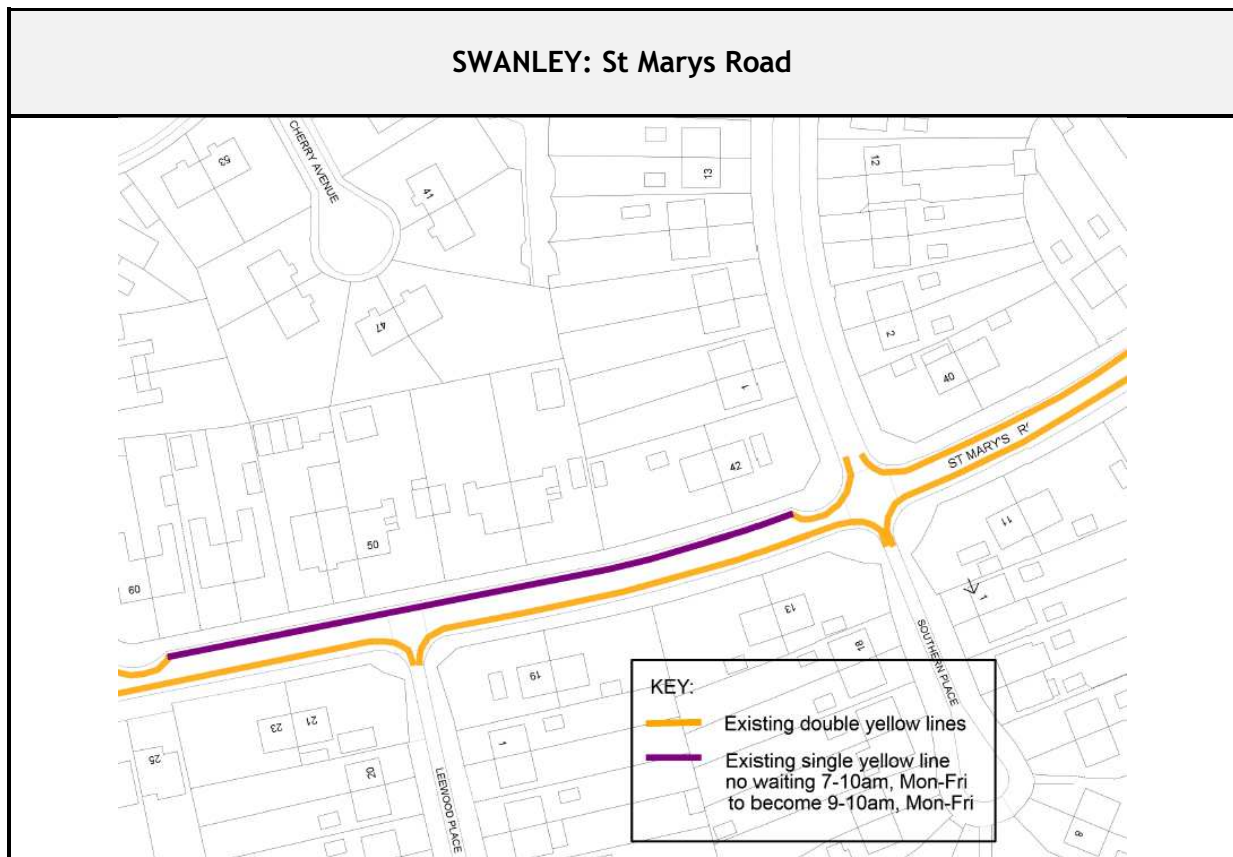 SWANLEY: St Marys Road
CHERRY AVENUE
53
41
13
12
47
2
1
40
42
ST MARY'S R
50
60
11
1
13
18
SOUTHERN PLACE
19
23
21
25
1
20
LEEWOOD PLACE
8
KEY:
Existing double yellow lines
Existing single yellow line
no waiting 7-10am, Mon-Fri
to become 9-10am, Mon-Fri